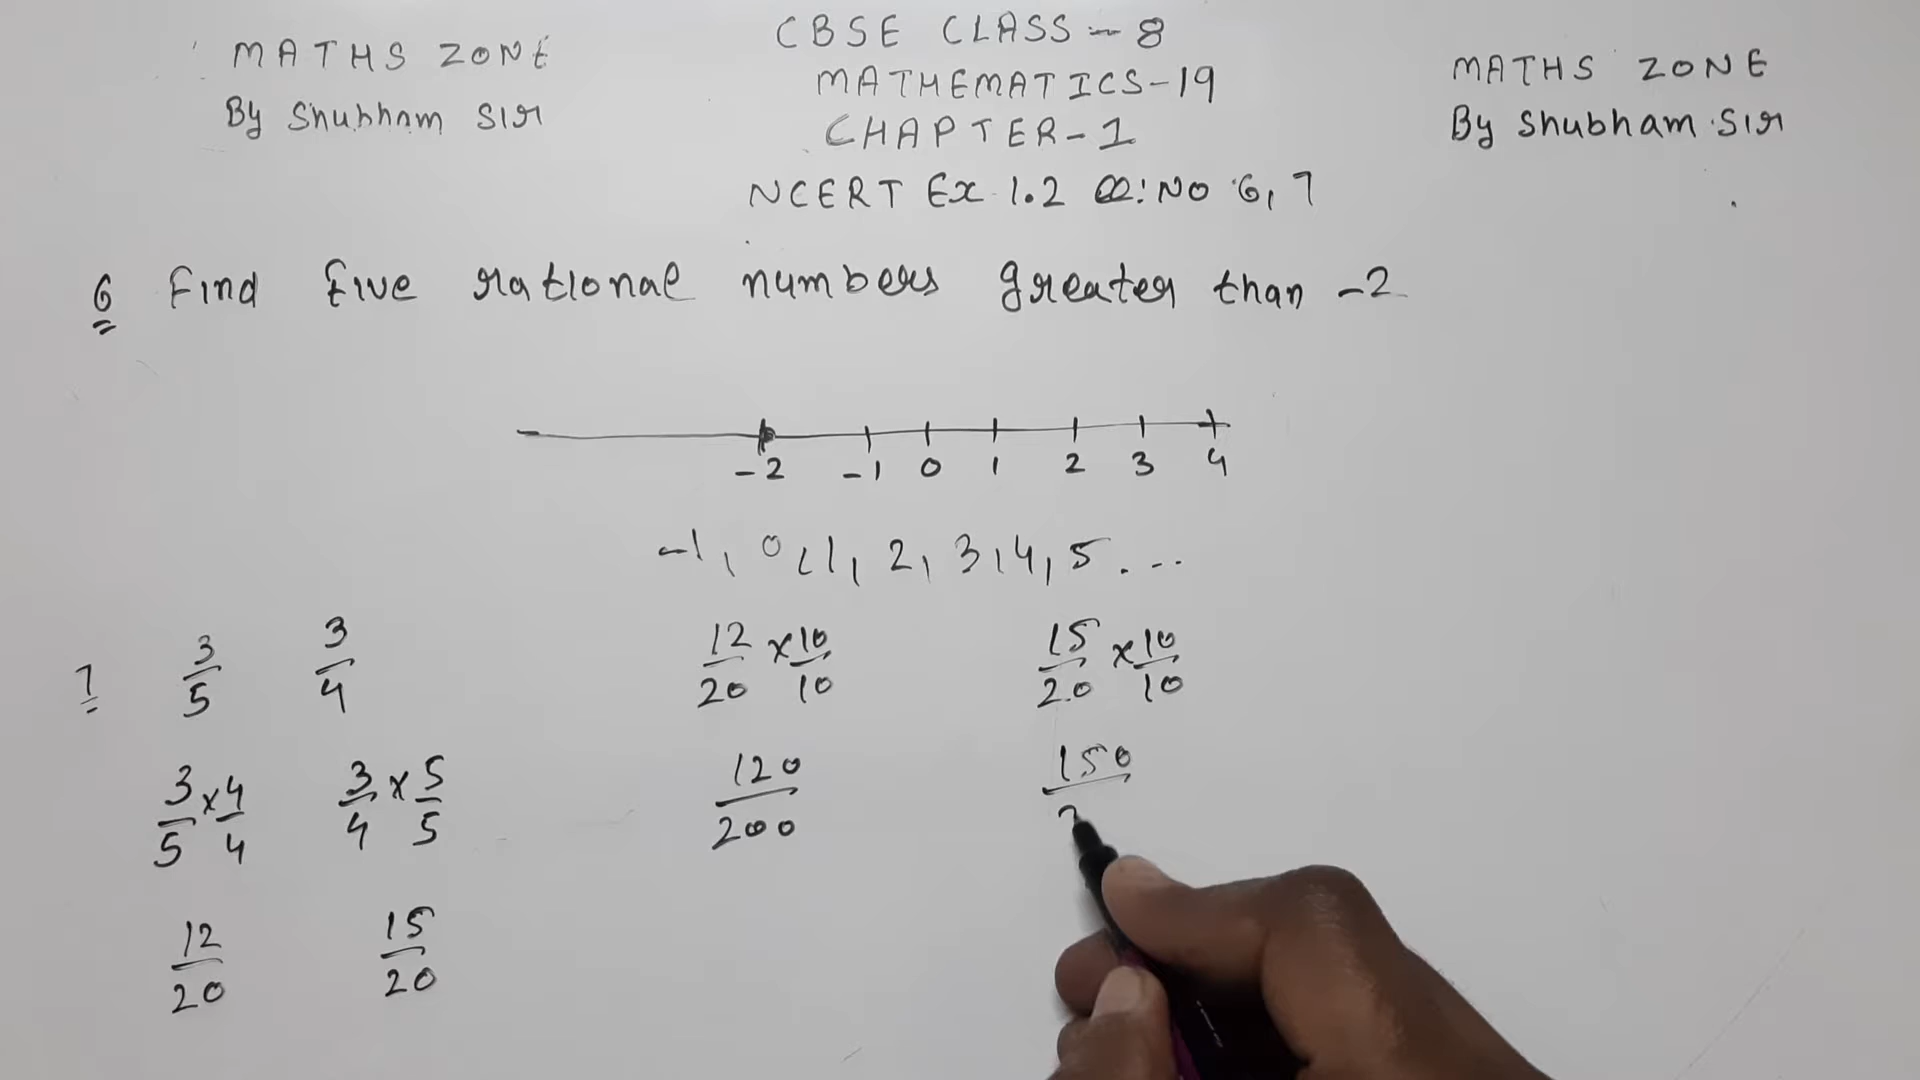 MATHS ZONE
By Shubham Sir
CBSE CLASS - 8
MATHEMATICS-19
CHAPTER-1
NCERT Ex 1.2 Q:NO 6, 7
MATHS ZONE
By Shubham Sir
6 Find five rational numbers greater than -2
-2 -1 0 1 2 3 4
-1, 0, 1, 2, 3, 4, 5 ...
7 3/5 3/4
3/5 × 4/4 3/4 × 5/5
12/20 15/20
12/20 × 10/10 15/20 × 10/10
120/200 150/